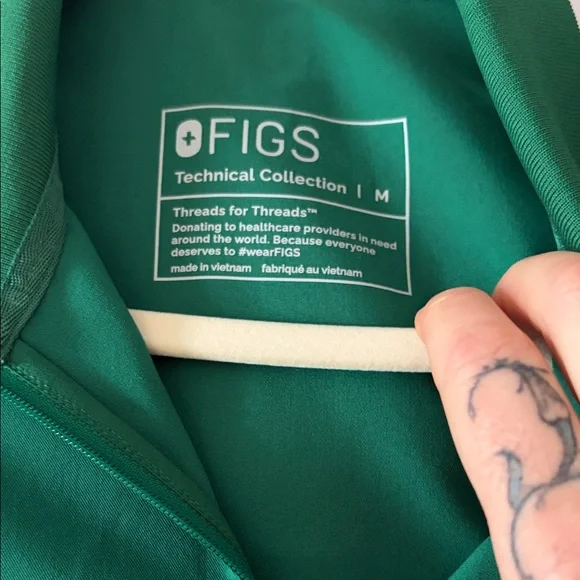 FIGS
Technical Collection | M
Threads for Threads™
Donating to healthcare providers in need
around the world. Because everyone
deserves to #wearFIGS
made in vietnam fabriqué au vietnam